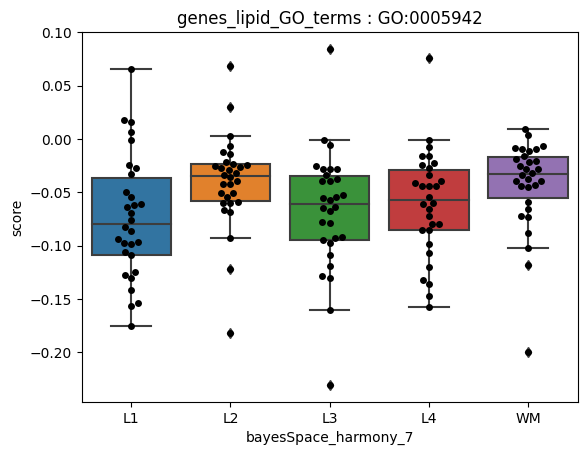 genes_lipid_GO_terms : GO:0005942
0.10
0.05
0.00
−0.05
−0.10
−0.15
−0.20
score
L1 L2 L3 L4 WM
bayesSpace_harmony_7